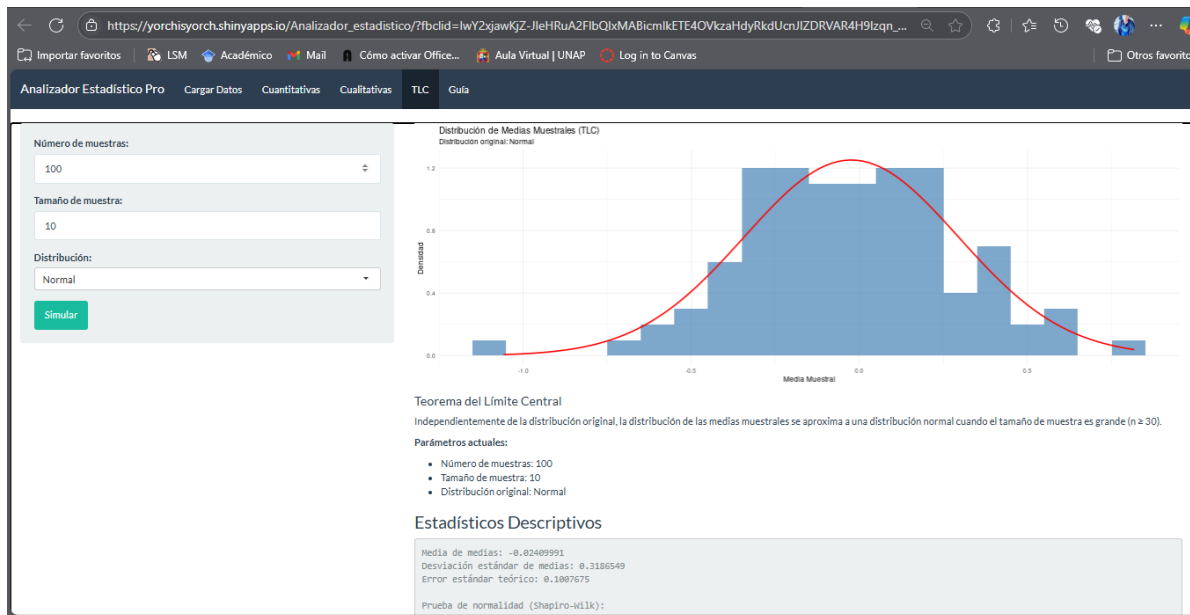 https://yorchisyorch.shinyapps.io/Analizador_estadistico/?fbclid=IwY2xjawKjZ-JleHRuA2FlbQIxMABicmlkETE4OVkzaHdyRkdUcnJlZDRVAR4H9Izqn_...
Importar favoritos LSM Académico Mail Cómo activar Office... Aula Virtual | UNAP Log in to Canvas Otros favorito
Analizador Estadístico Pro Cargar Datos Cuantitativas Cualitativas TLC Guía
Número de muestras:
100
Tamaño de muestra:
10
Distribución:
Normal
Simular
Distribución de Medias Muestrales (TLC)
Distribución original: Normal
Densidad
1.2
0.8
0.4
0.0
-1.0 -0.5 0.0 0.5
Media Muestral
Teorema del Límite Central
Independientemente de la distribución original, la distribución de las medias muestrales se aproxima a una distribución normal cuando el tamaño de muestra es grande (n ≥ 30).
Parámetros actuales:
• Número de muestras: 100
• Tamaño de muestra: 10
• Distribución original: Normal
Estadísticos Descriptivos
Media de medias: -0.02409991
Desviación estándar de medias: 0.3186549
Error estándar teórico: 0.1007675
Prueba de normalidad (Shapiro-Wilk):